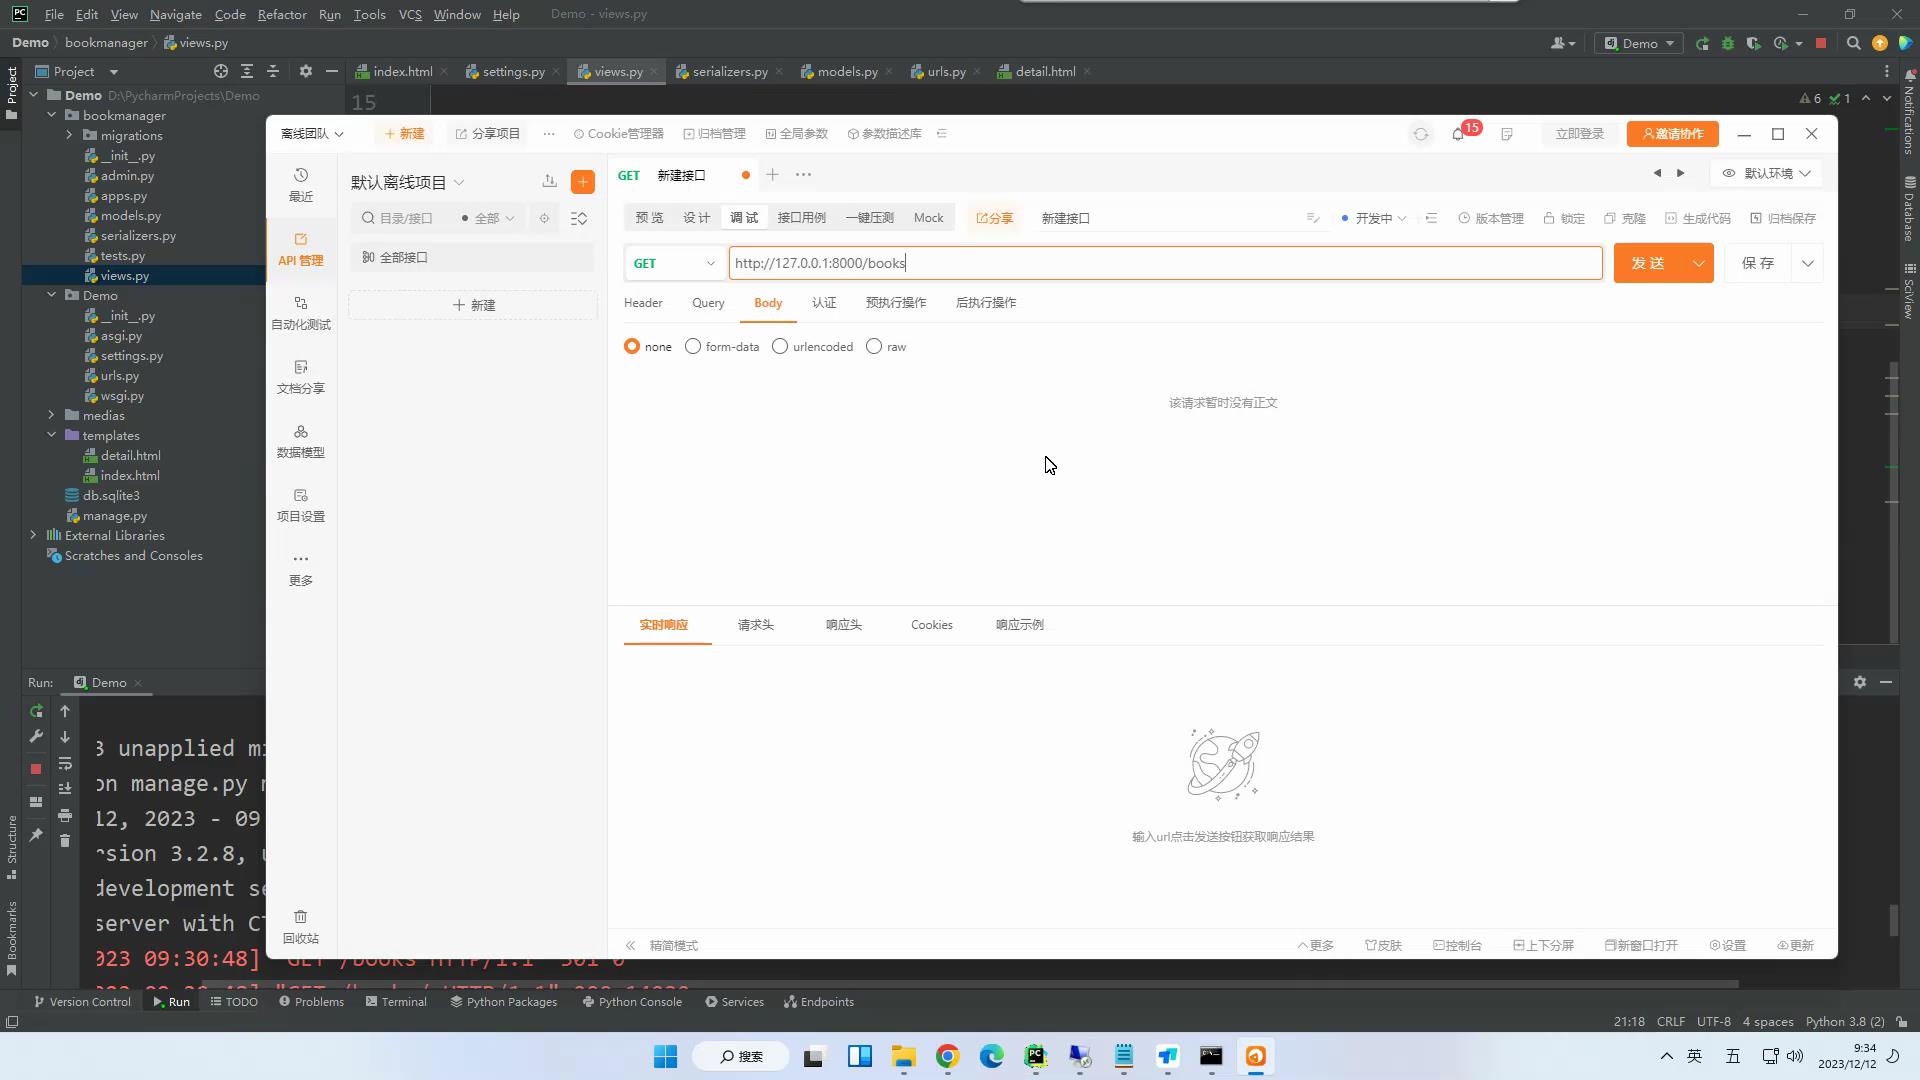 File Edit View Navigate Code Refactor Run Tools VCS Window Help Demo - views.py
Demo bookmanager views.py Demo
Project index.html settings.py views.py serializers.py models.py urls.py detail.html
Demo D:\PycharmProjects\Demo
15
6 1
bookmanager
migrations
__init__.py
admin.py
apps.py
models.py
serializers.py
tests.py
views.py
Demo
__init__.py
asgi.py
settings.py
urls.py
wsgi.py
medias
templates
detail.html
index.html
db.sqlite3
manage.py
External Libraries
Scratches and Consoles
Project
Structure
Bookmarks
Notifications
Database
SciView
离线团队 新建 分享项目 Cookie管理器 归档管理 全局参数 参数描述库 15 立即登录 邀请协作
最近
API 管理
自动化测试
文档分享
数据模型
项目设置
更多
回收站
默认离线项目
目录/接口 全部
全部接口
新建
GET 新建接口 默认环境
预览 设计 调试 接口用例 一键压测 Mock 分享 新建接口 开发中 版本管理 锁定 克隆 生成代码 归档保存
GET http://127.0.0.1:8000/books 发送 保存
Header Query Body 认证 预执行操作 后执行操作
none form-data urlencoded raw
该请求暂时没有正文
实时响应 请求头 响应头 Cookies 响应示例
输入url点击发送按钮获取响应结果
精简模式 更多 皮肤 控制台 上下分屏 新窗口打开 设置 更新
Run: Demo
3 unapplied
on manage.py
12, 2023 - 09
rsion 3.2.8,
development
server with
023 09:30:48] "GET /books HTTP/1.1" 301 0
Version Control Run TODO Problems Terminal Python Packages Python Console Services Endpoints
21:18 CRLF UTF-8 4 spaces Python 3.8 (2)
搜索 英 五 9:34
2023/12/12